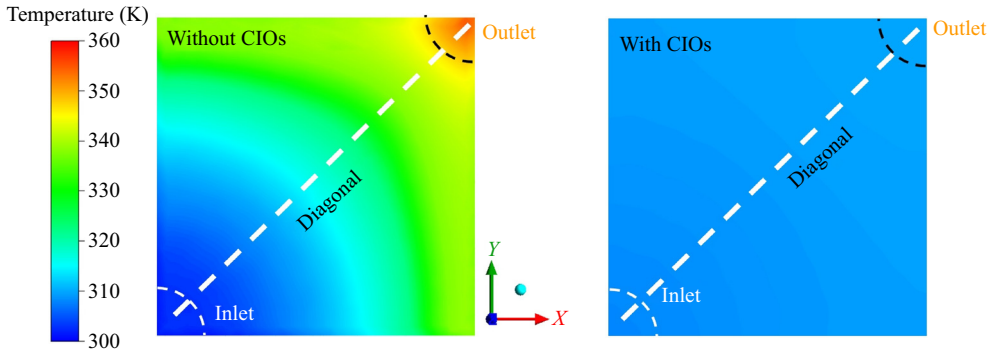 Temperature (K)
360
350
340
330
320
310
300
Without CIOs
Outlet
Diagonal
Inlet
Y
X
With CIOs
Outlet
Diagonal
Inlet